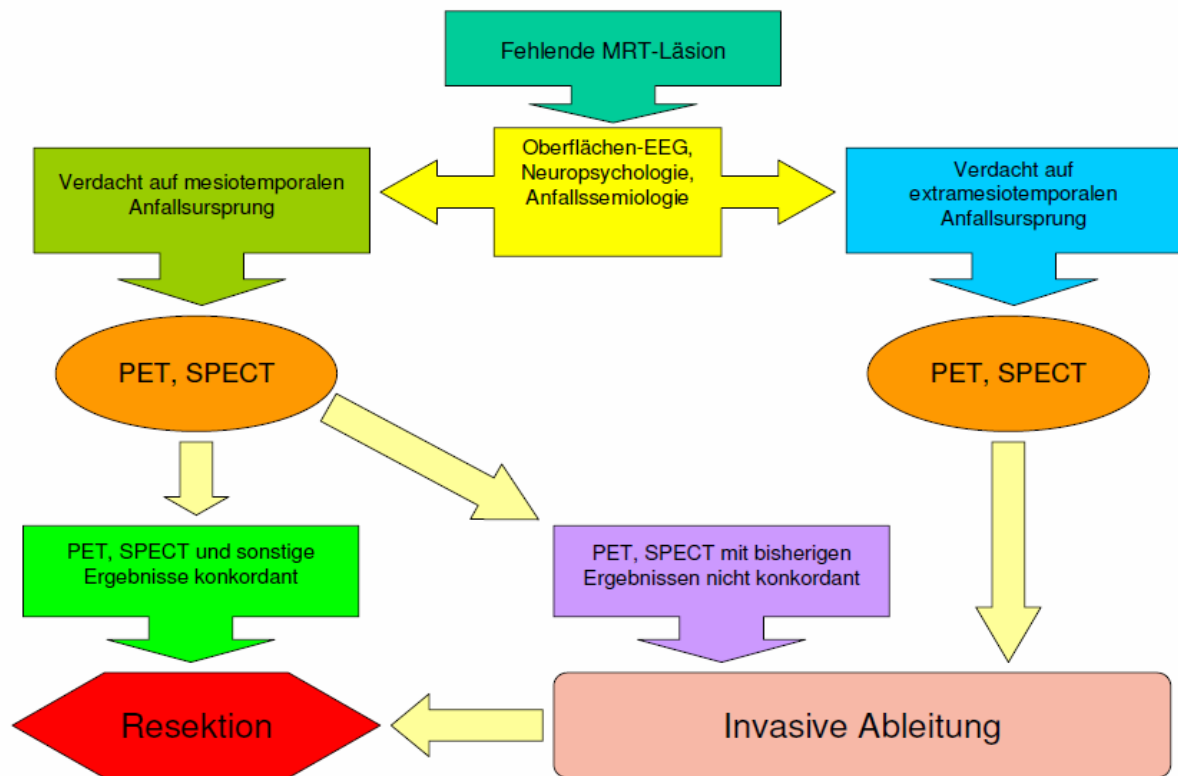 Fehlende MRT-Läsion
Oberflächen-EEG,
Neuropsychologie,
Anfallssemiologie
Verdacht auf mesiotemporalen
Anfallsursprung
Verdacht auf
extramesiotemporalen
Anfallsursprung
PET, SPECT
PET, SPECT
PET, SPECT und sonstige
Ergebnisse konkordant
PET, SPECT mit bisherigen
Ergebnissen nicht konkordant
Resektion
Invasive Ableitung